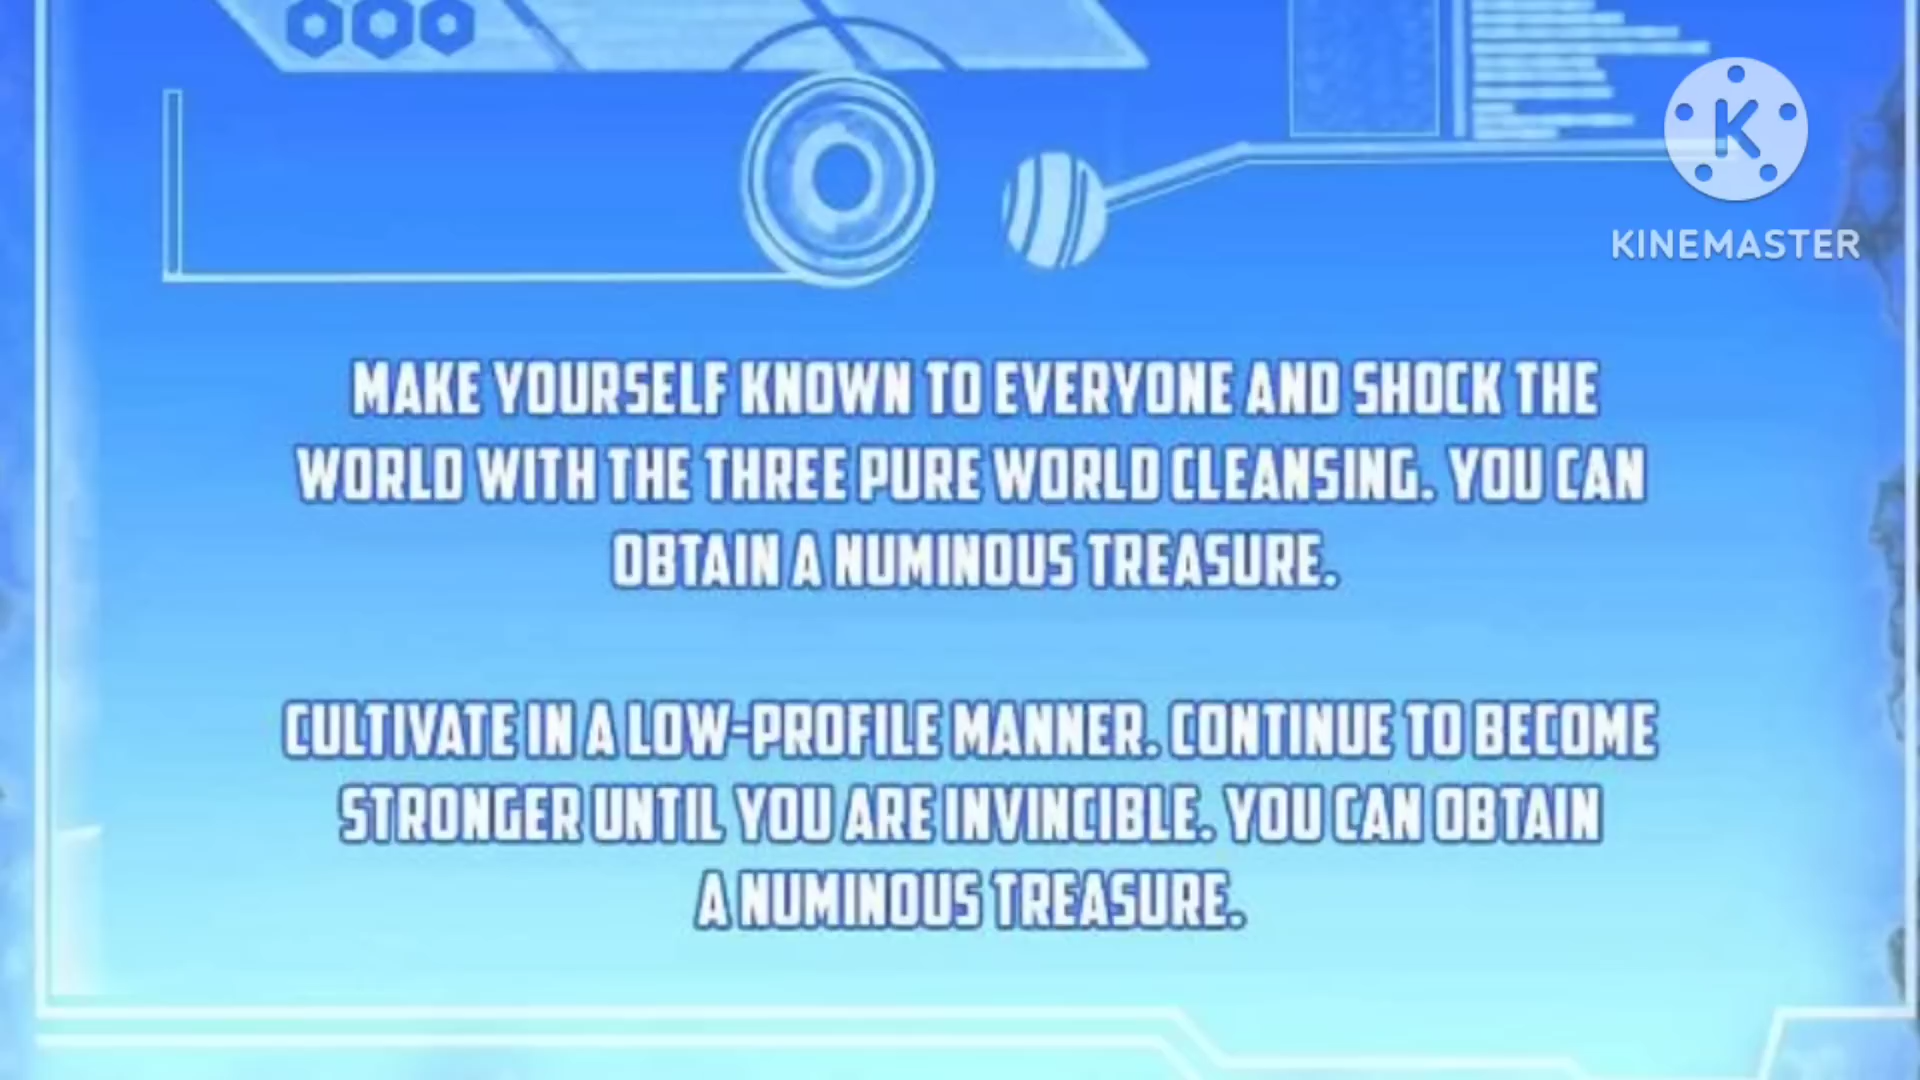 K
KINEMASTER
MAKE YOURSELF KNOWN TO EVERYONE AND SHOCK THE
WORLD WITH THE THREE PURE WORLD CLEANSING. YOU CAN
OBTAIN A NUMINOUS TREASURE.
CULTIVATE IN A LOW-PROFILE MANNER. CONTINUE TO BECOME
STRONGER UNTIL YOU ARE INVINCIBLE. YOU CAN OBTAIN
A NUMINOUS TREASURE.